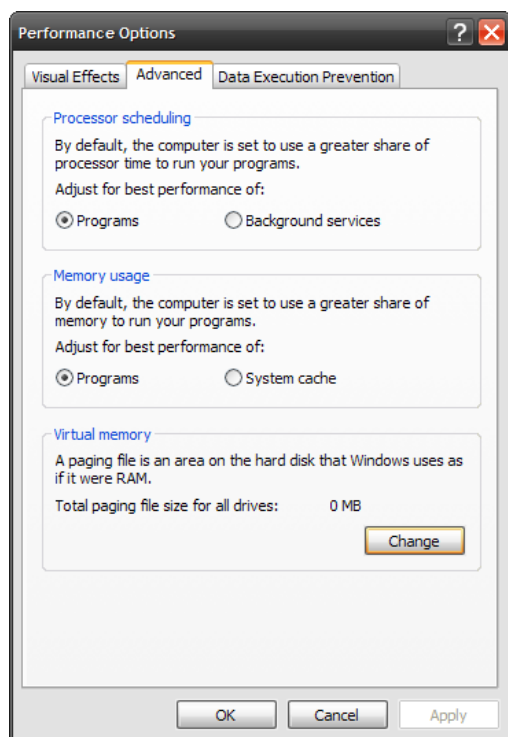 Performance Options
Visual Effects Advanced Data Execution Prevention
Processor scheduling
By default, the computer is set to use a greater share of
processor time to run your programs.
Adjust for best performance of:
Programs Background services
Memory usage
By default, the computer is set to use a greater share of
memory to run your programs.
Adjust for best performance of:
Programs System cache
Virtual memory
A paging file is an area on the hard disk that Windows uses as
if it were RAM.
Total paging file size for all drives: 0 MB
Change
OK Cancel Apply